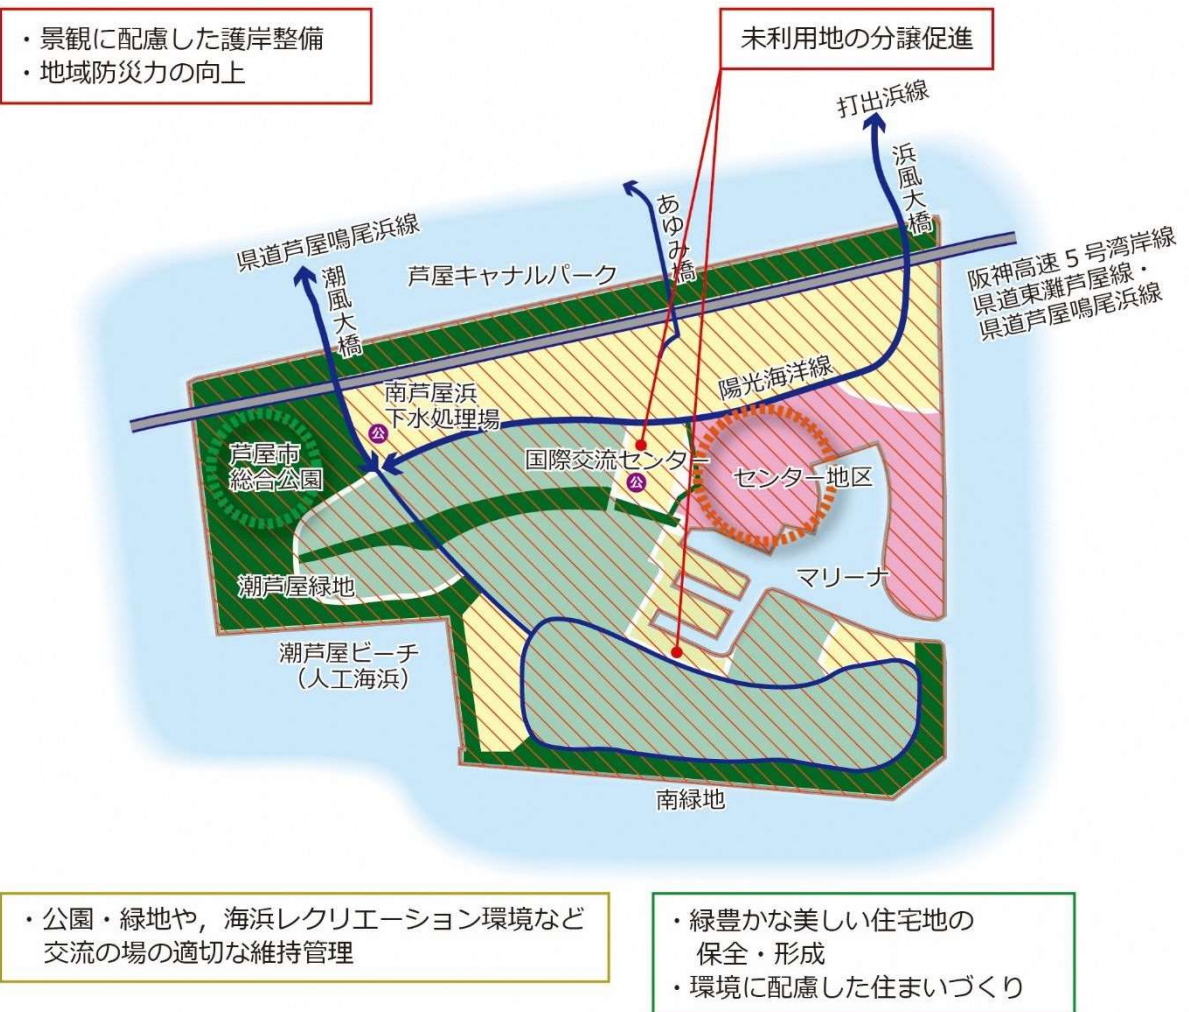 ・景観に配慮した護岸整備
・地域防災力の向上
未利用地の分譲促進
打出浜線
浜風大橋
あゆみ橋
県道芦屋鳴尾浜線
潮風大橋
芦屋キャナルパーク
阪神高速５号湾岸線・
県道東灘芦屋線・
県道芦屋鳴尾浜線
陽光海洋線
南芦屋浜
下水処理場
公
芦屋市
総合公園
国際交流センター
公
センター地区
マリーナ
潮芦屋緑地
潮芦屋ビーチ
（人工海浜）
南緑地
・公園・緑地や，海浜レクリエーション環境など
交流の場の適切な維持管理
・緑豊かな美しい住宅地の
保全・形成
・環境に配慮した住まいづくり